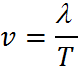 v = λ/T